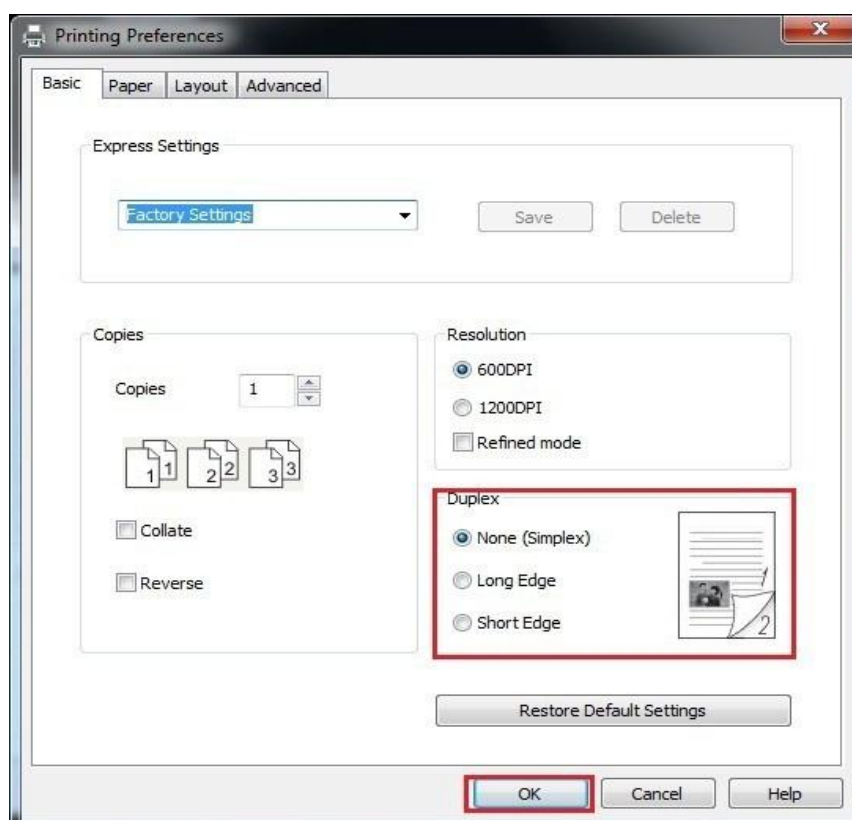 Printing Preferences
Basic Paper Layout Advanced
Express Settings
Factory Settings Save Delete
Copies
Copies 1
1 1 2 2 3 3
Collate
Reverse
Resolution
600DPI
1200DPI
Refined mode
Duplex
None (Simplex)
Long Edge
Short Edge
1
2
Restore Default Settings
OK Cancel Help